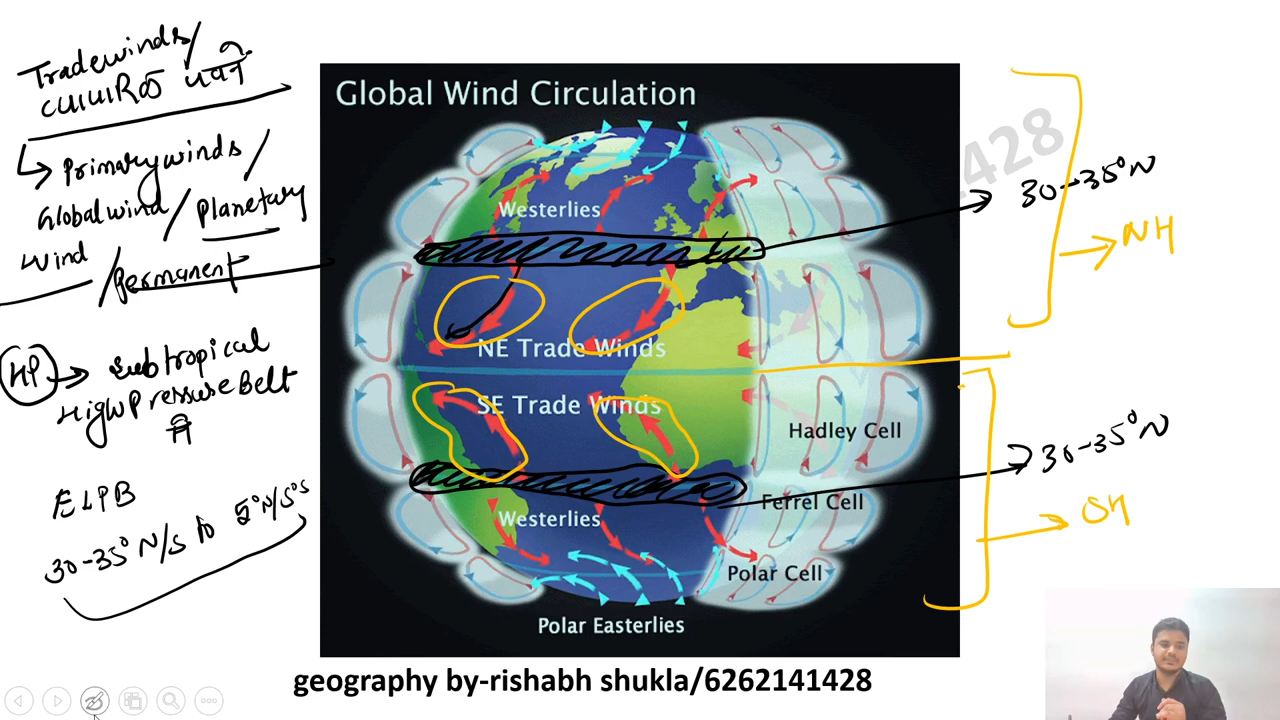 Tradewinds/
व्यापारिक पवनें
Primarywinds/
Globalwind/Planetary
wind
/Permanent
HP → Subtropical
High Pressure Belt
से
ELPB
30-35° N/S to 5°N/5°S
Global Wind Circulation
Westerlies
NE Trade Winds
SE Trade Winds
Hadley Cell
Ferrel Cell
Westerlies
Polar Cell
Polar Easterlies
1428
30-35°N
NH
30-35°N
SH
geography by-rishabh shukla/6262141428